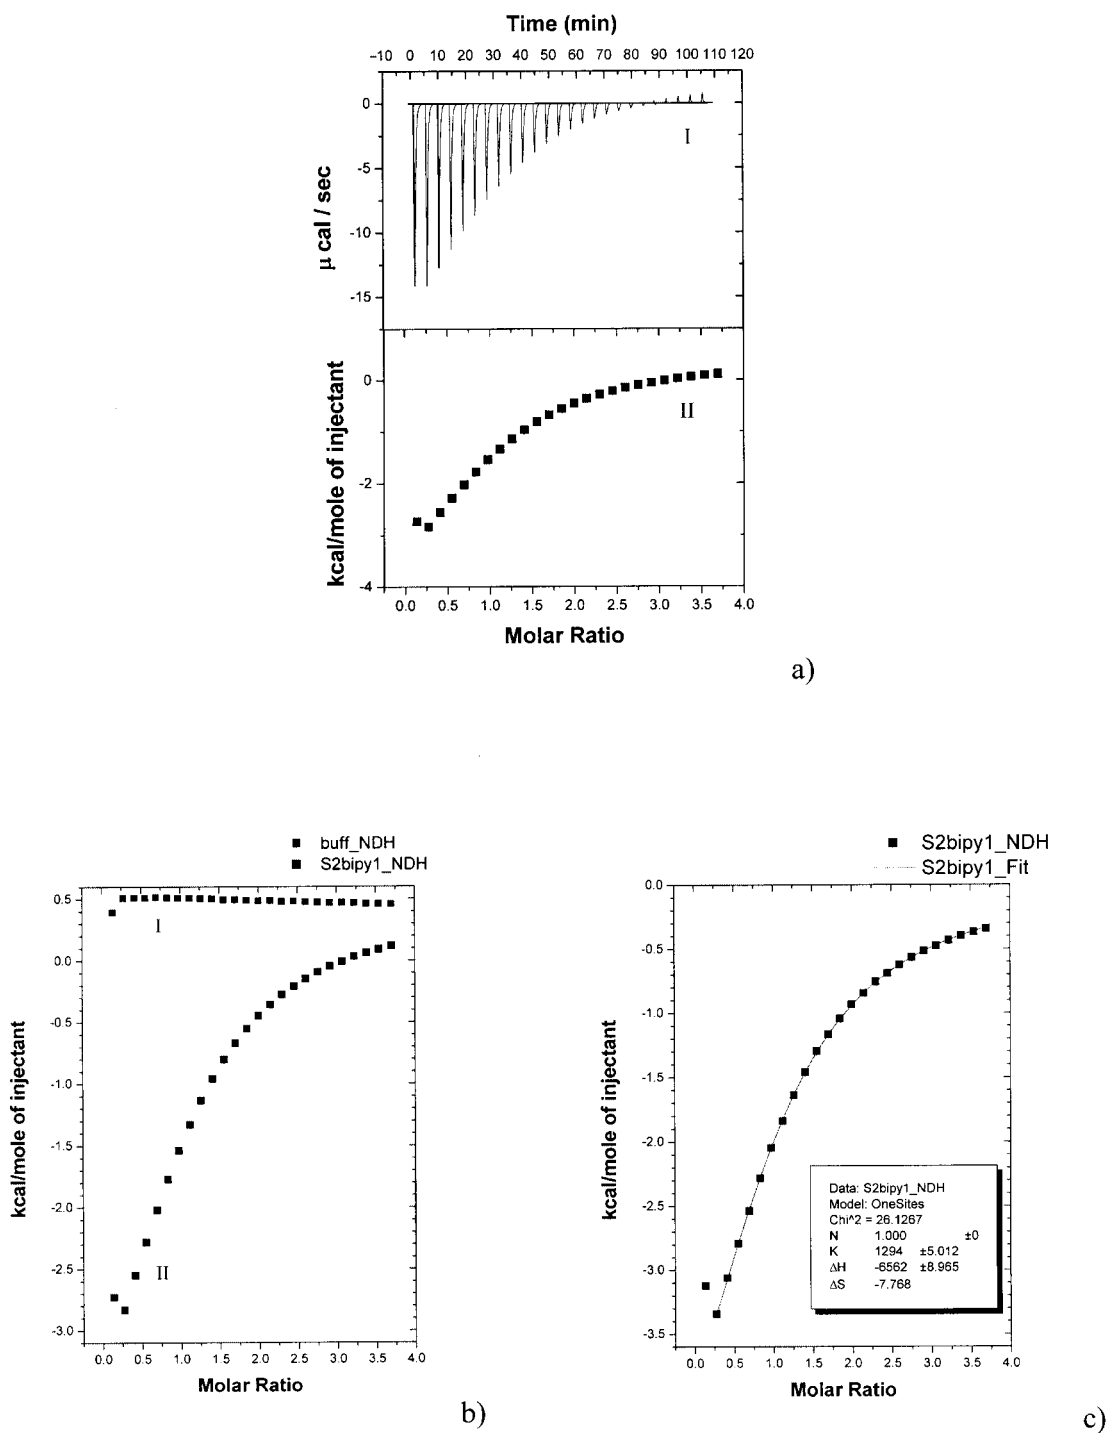 Time (min)
−10 0 10 20 30 40 50 60 70 80 90 100 110 120
0
-5
-10
-15
μ cal / sec
I
0
-2
-4
kcal/mole of injectant
II
0.0 0.5 1.0 1.5 2.0 2.5 3.0 3.5 4.0
Molar Ratio
a)
■ buff_NDH
■ S2bipy1_NDH
0.5
0.0
-0.5
-1.0
-1.5
-2.0
-2.5
-3.0
kcal/mole of injectant
I
II
0.0 0.5 1.0 1.5 2.0 2.5 3.0 3.5 4.0
Molar Ratio
b)
■ S2bipy1_NDH
S2bipy1_Fit
0.0
-0.5
-1.0
-1.5
-2.0
-2.5
-3.0
-3.5
kcal/mole of injectant
Data: S2bipy1_NDH
Model: OneSites
Chi^2 = 26.1267
N 1.000 ±0
K 1294 ±5.012
ΔH -6562 ±8.965
ΔS -7.768
0.0 0.5 1.0 1.5 2.0 2.5 3.0 3.5 4.0
Molar Ratio
c)